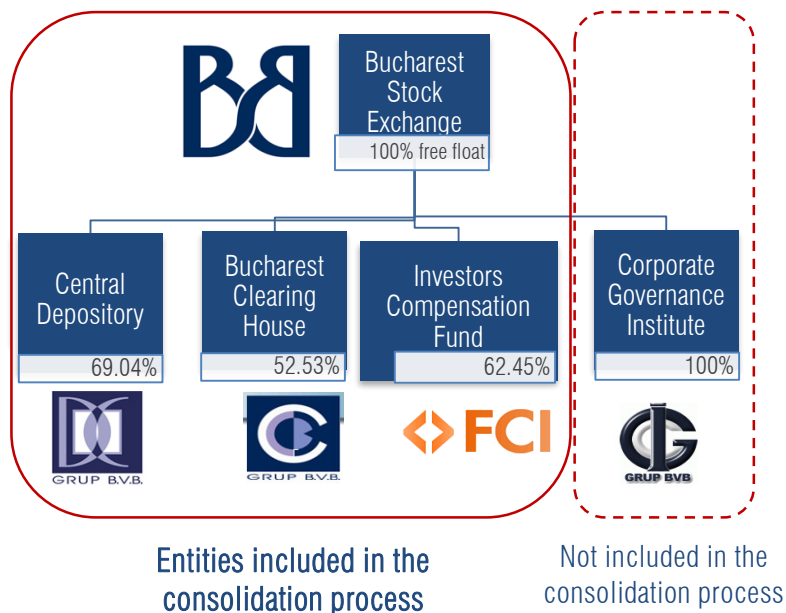 Bucharest
Stock
Exchange
100% free float
Central
Depository
69.04%
Bucharest
Clearing
House
52.53%
Investors
Compensation
Fund
62.45%
Corporate
Governance
Institute
100%
GRUP B.V.B.
GRUP B.V.B.
FCI
GRUP BVB
Entities included in the
consolidation process
Not included in the
consolidation process